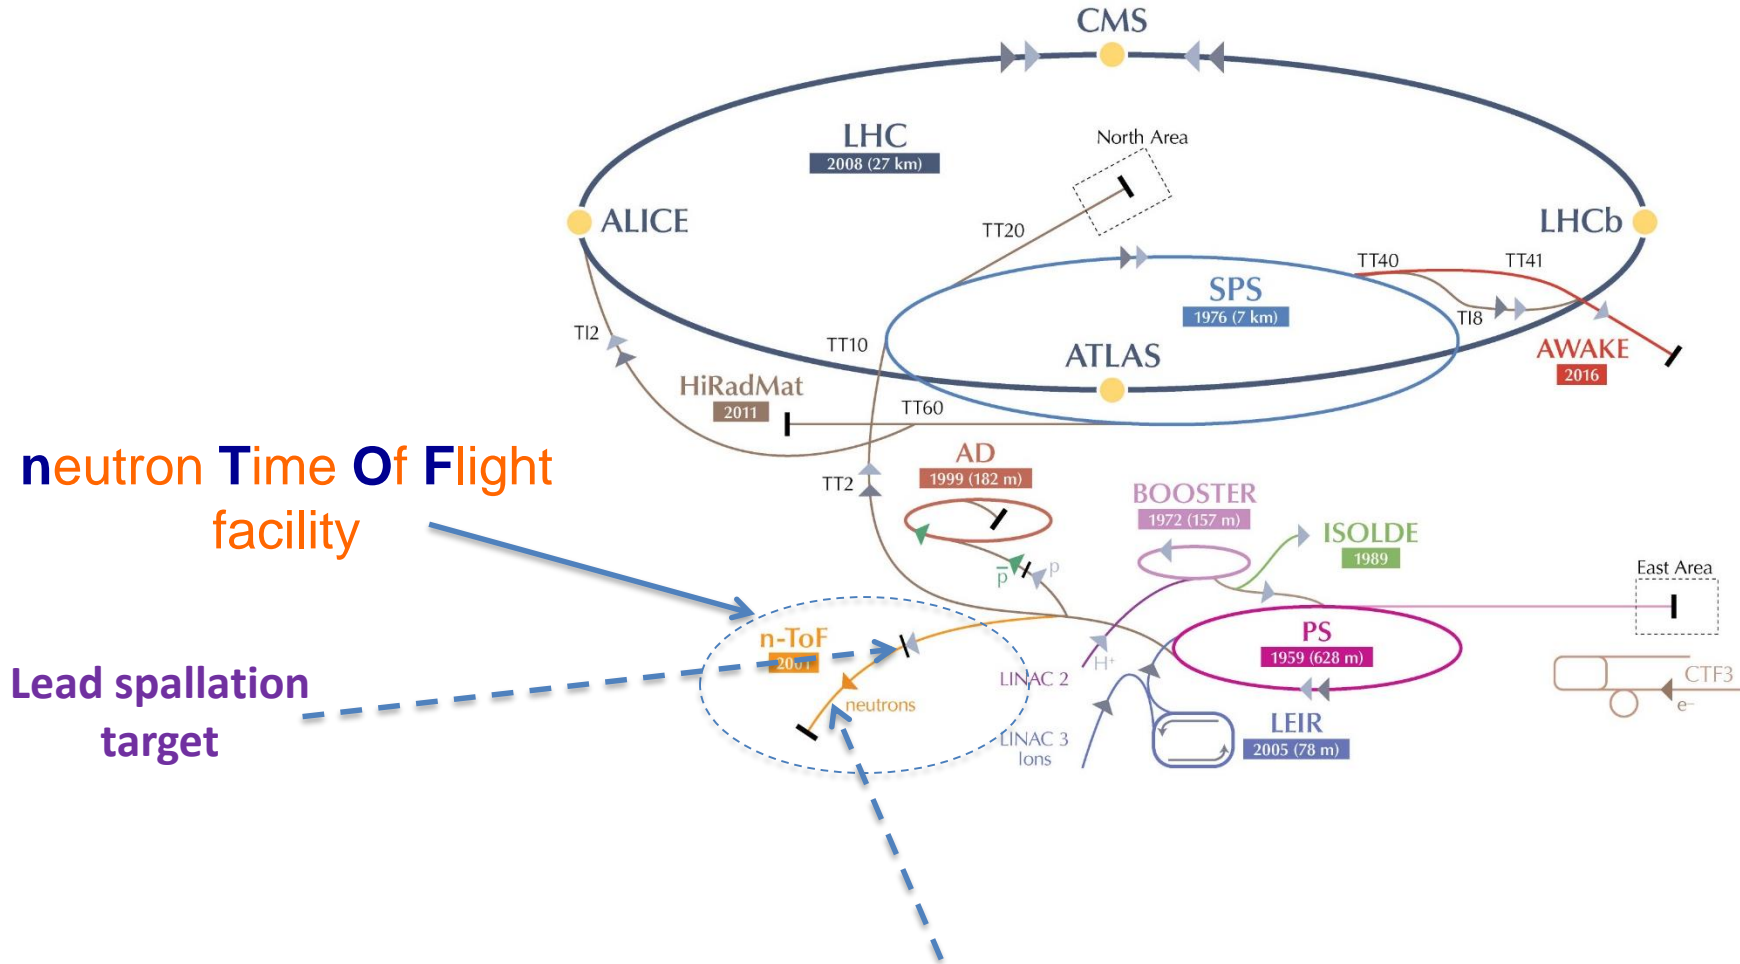 CMS
LHC
2008 (27 km)
North Area
ALICE
LHCb
TT20
TT40
TT41
SPS
1976 (7 km)
TI2
TI8
TT10
ATLAS
AWAKE
2016
HiRadMat
2011
TT60
neutron Time Of Flight
facility
AD
1999 (182 m)
TT2
BOOSTER
1972 (157 m)
ISOLDE
1989
p
p
East Area
n-ToF
2001
PS
1959 (628 m)
H+
LINAC 2
Lead spallation
target
neutrons
CTF3
e–
LEIR
2005 (78 m)
LINAC 3
Ions